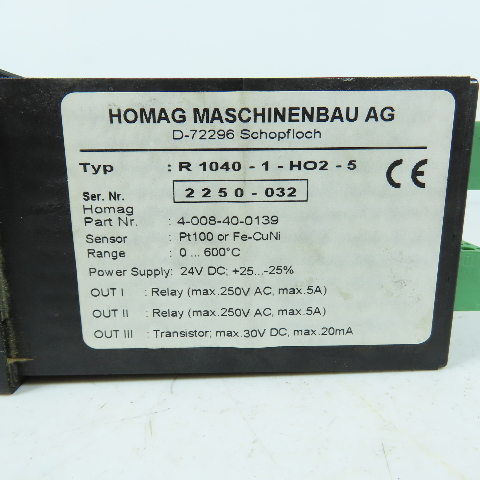 HOMAG MASCHINENBAU AG
D-72296 Schopfloch
Typ : R 1040 - 1 - HO2 - 5 CE
Ser. Nr. 2250-032
Homag
Part Nr. : 4-008-40-0139
Sensor : Pt100 or Fe-CuNi
Range : 0 ... 600°C
Power Supply: 24V DC; +25...-25%
OUT I : Relay (max.250V AC, max.5A)
OUT II : Relay (max.250V AC, max.5A)
OUT III : Transistor; max.30V DC, max.20mA